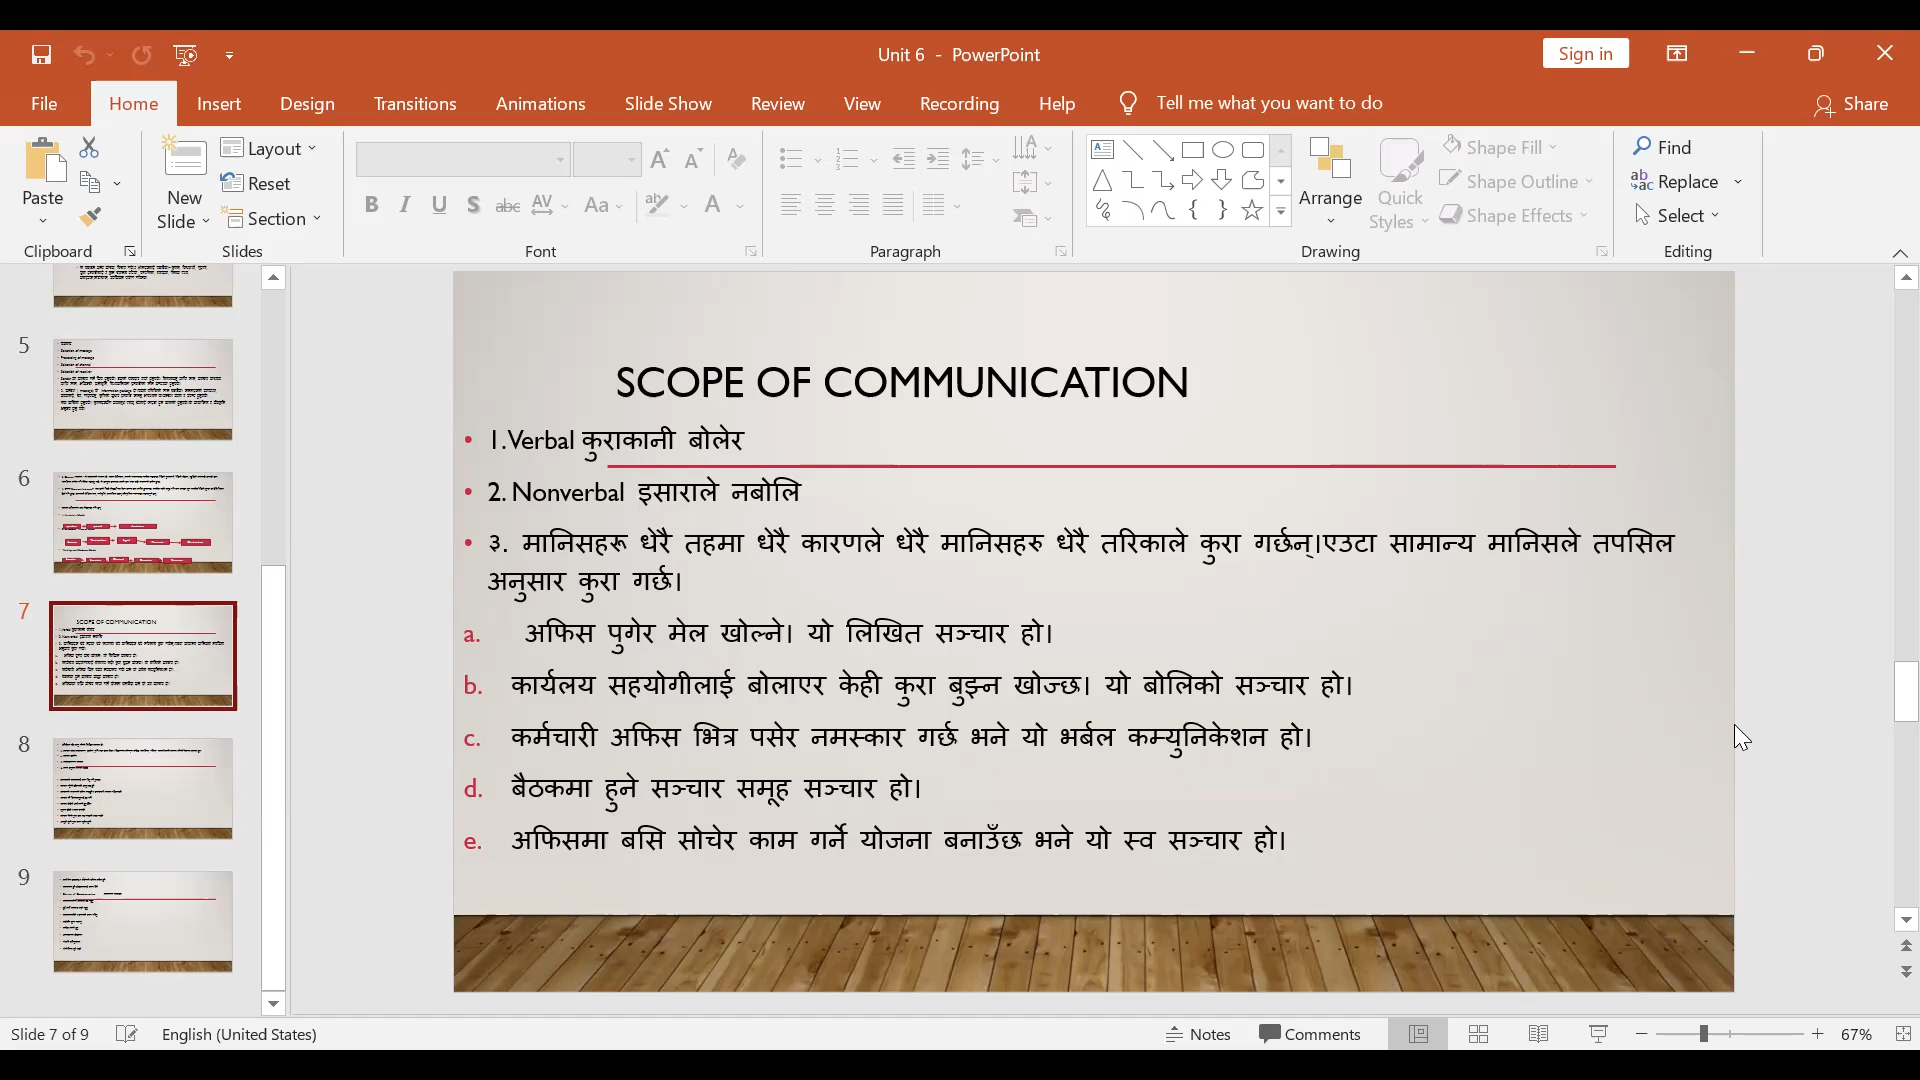 Unit 6 - PowerPoint
Sign in
File Home Insert Design Transitions Animations Slide Show Review View Recording Help Tell me what you want to do Share
Paste
New Slide
Layout
Reset
Section
B I U S abc AV Aa A
Shape Fill
Shape Outline
Shape Effects
Arrange
Quick Styles
Find
Replace
Select
Clipboard Slides Font Paragraph Drawing Editing
5
6
7
8
9
SCOPE OF COMMUNICATION
• 1.Verbal कुराकानी बोलेर
• 2. Nonverbal इसाराले नबोलि
• ३. मानिसहरू धेरै तहमा धेरै कारणले धेरै मानिसहरु धेरै तरिकाले कुरा गर्छन्।एउटा सामान्य मानिसले तपसिल
अनुसार कुरा गर्छ।
a. अफिस पुगेर मेल खोल्ने। यो लिखित सञ्चार हो।
b. कार्यलय सहयोगीलाई बोलाएर केही कुरा बुझ्न खोज्छ। यो बोलिको सञ्चार हो।
c. कर्मचारी अफिस भित्र पसेर नमस्कार गर्छ भने यो भर्बल कम्युनिकेशन हो।
d. बैठकमा हुने सञ्चार समूह सञ्चार हो।
e. अफिसमा बसि सोचेर काम गर्ने योजना बनाउँछ भने यो स्व सञ्चार हो।
Slide 7 of 9 English (United States) Notes Comments 67%